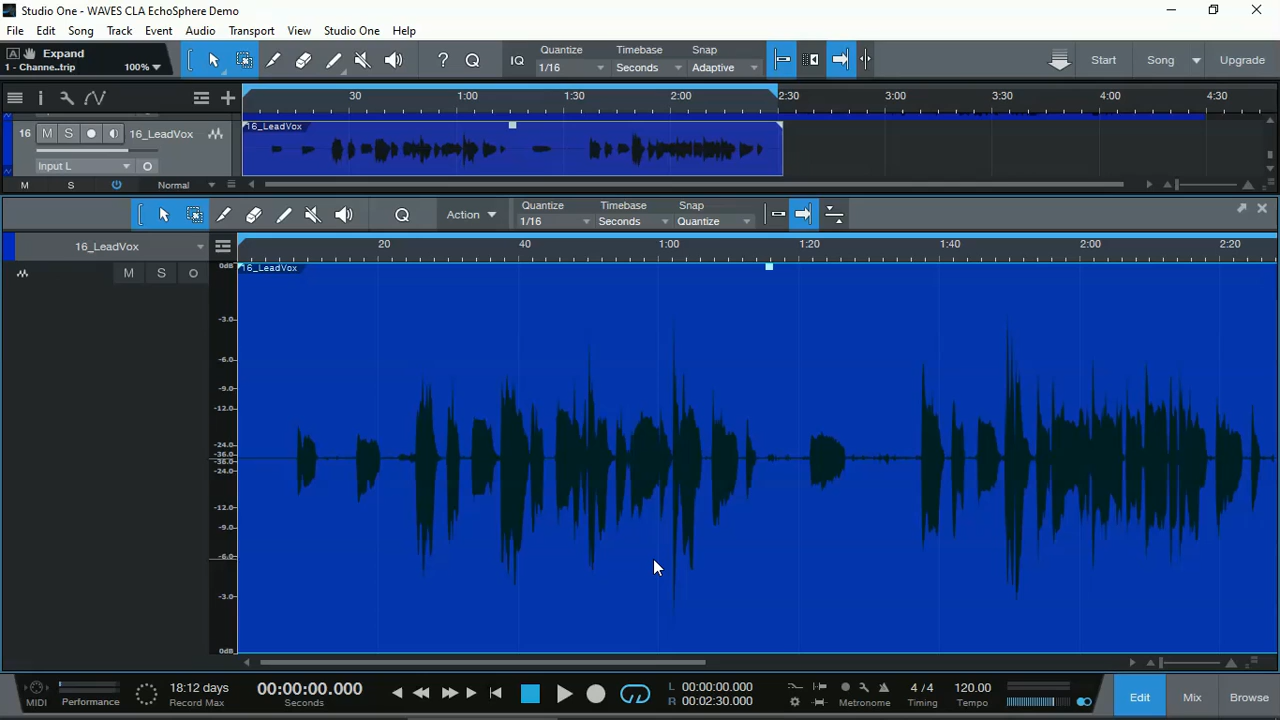 Studio One - WAVES CLA EchoSphere Demo
File Edit Song Track Event Audio Transport View Studio One Help
A Expand
1 - Channe..trip 100%
? IQ
Quantize Timebase Snap
1/16 Seconds Adaptive
Start Song Upgrade
30 1:00 1:30 2:00 2:30 3:00 3:30 4:00 4:30
16 M S 16_LeadVox
Input L
M S Normal
16_LeadVox
Action
Quantize Timebase Snap
1/16 Seconds Quantize
16_LeadVox
20 40 1:00 1:20 1:40 2:00 2:20
M S
16_LeadVox
0dB
-3.0
-6.0
-9.0
-12.0
-24.0
-36.0
-36.0
-24.0
-12.0
-9.0
-6.0
-3.0
0dB
MIDI
Performance
18:12 days
Record Max
00:00:00.000
Seconds
L 00:00:00.000
R 00:02:30.000
Metronome
4 / 4
Timing
120.00
Tempo
Edit Mix Browse